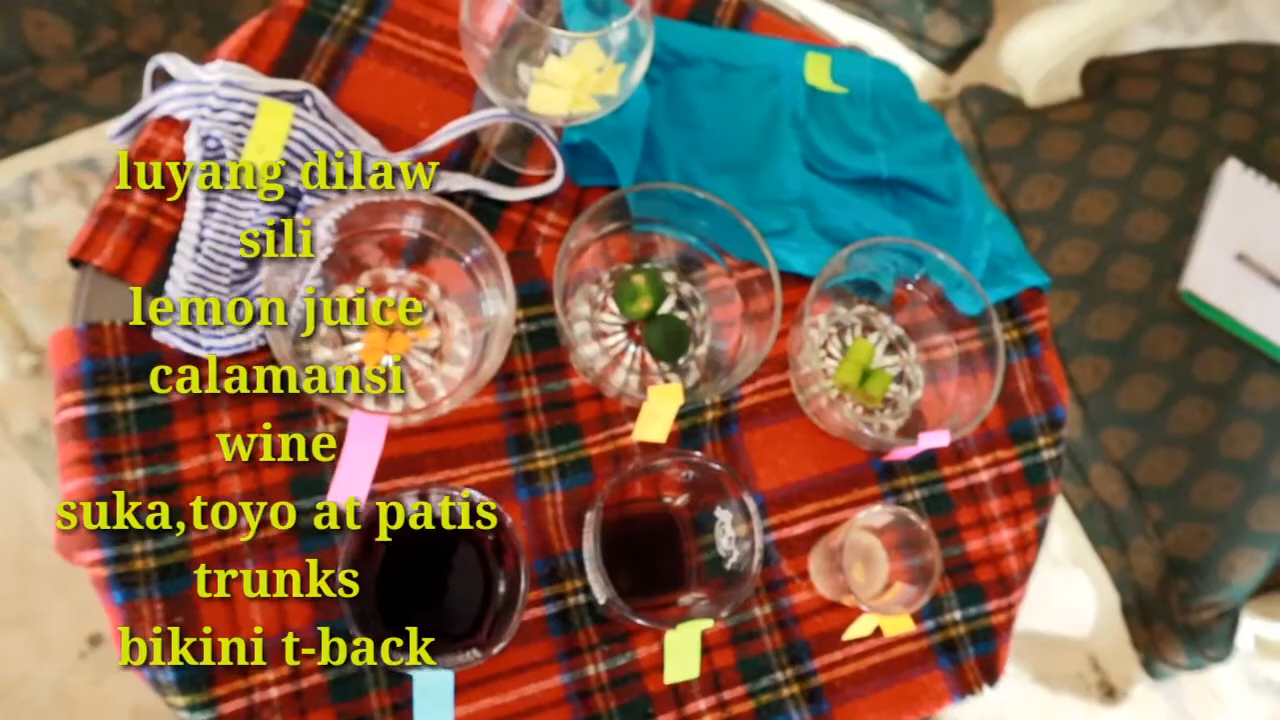 luyang dilaw
sili
lemon juice
calamansi
wine
suka,toyo at patis
trunks
bikini t-back